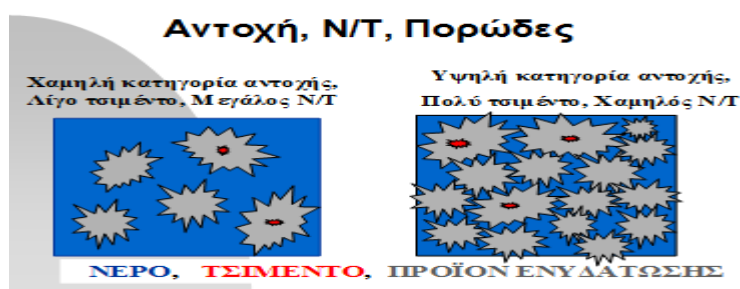 Αντοχή, Ν/Τ, Πορώδες
Χαμηλή κατηγορία αντοχής,
Λίγο τσιμέντο, Μεγάλος Ν/Τ
Υψηλή κατηγορία αντοχής,
Πολύ τσιμέντο, Χαμηλός Ν/Τ
ΝΕΡΟ, ΤΣΙΜΕΝΤΟ, ΠΡΟΪΟΝ ΕΝΥΔΑΤΩΣΗΣ